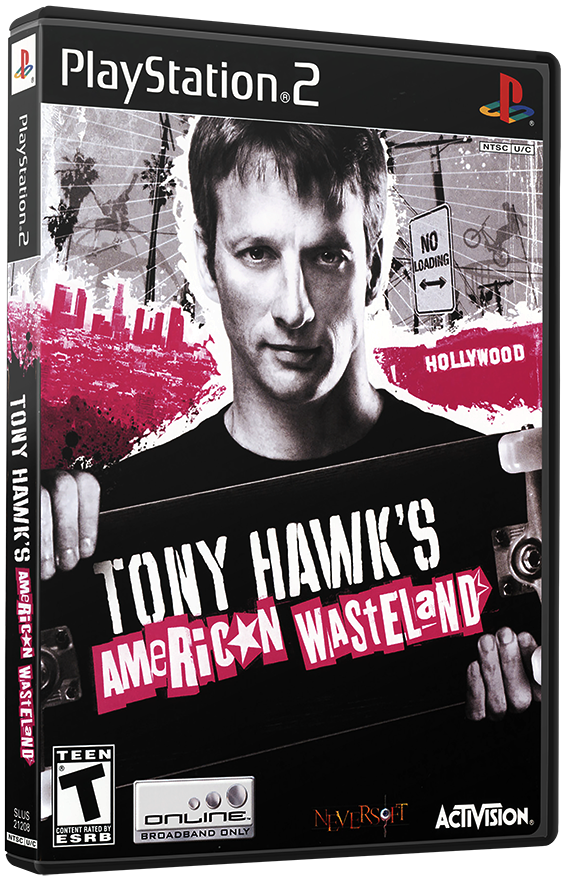 PlayStation®2
NTSC U/C
NO
LOADING
HOLLYWOOD
TONY HAWK'S
AMERICAN WASTELAND
TEEN
T
CONTENT RATED BY
ESRB
ONLINE
BROADBAND ONLY
NEVERSOFT
ACTIVISION®
PlayStation®2
TONY HAWK'S
AMERICAN WASTELAND
SLUS
21208
NTSC U/C